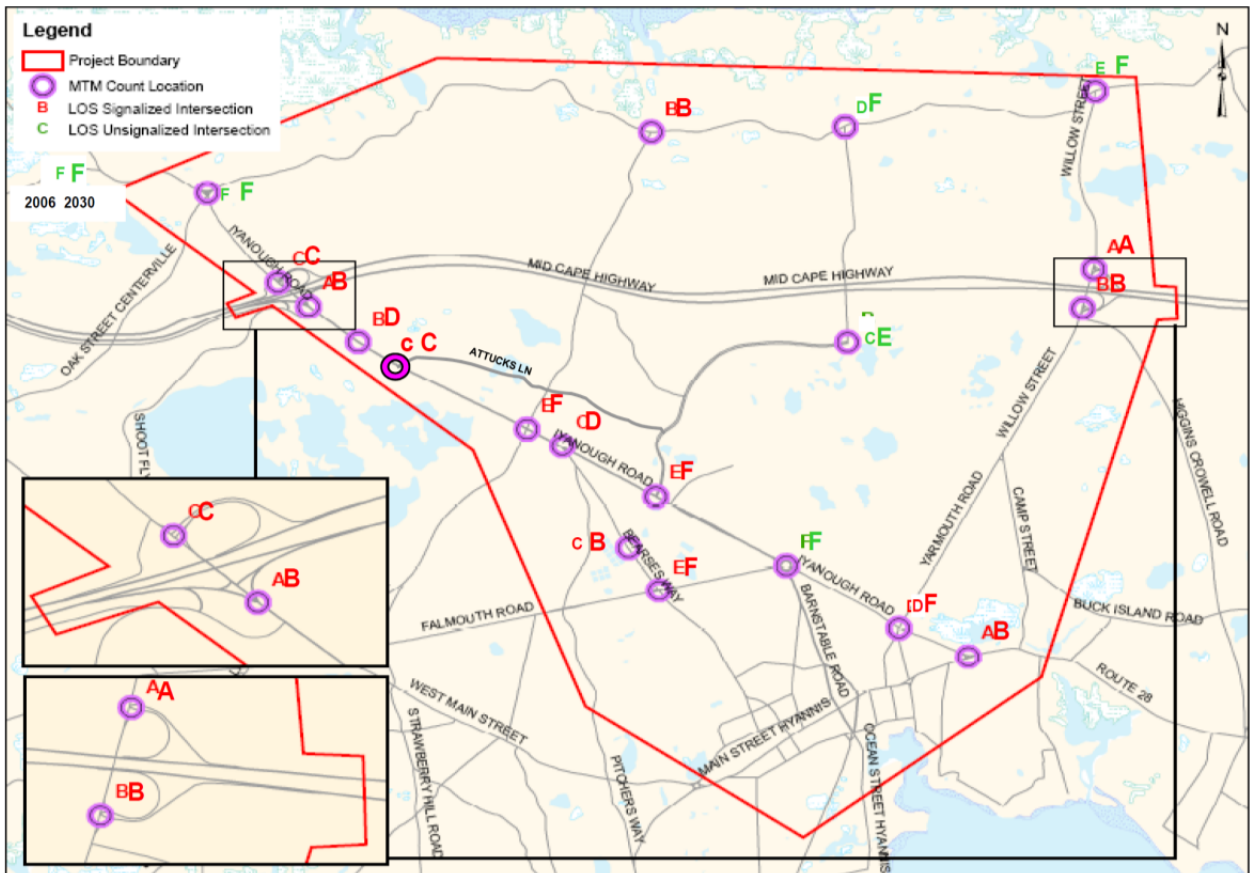 Legend
Project Boundary
MTM Count Location
B LOS Signalized Intersection
C LOS Unsignalized Intersection
F F
2006 2030
N
E F
WILLOW STREET
B B
D F
F F
IYANOUGH ROAD
C C
A B
MID CAPE HIGHWAY
MID CAPE HIGHWAY
A A
B B
OAK STREET CENTERVILLE
B D
C C
ATTUCKS LN
C E
SHOOT FLY
E F
C D
IYANOUGH ROAD
E F
WILLOW STREET
YARMOUTH ROAD
CAMP STREET
HIGGINS CROWELL ROAD
C C
A B
C B
BEARSES WAY
E F
F F
IYANOUGH ROAD
FALMOUTH ROAD
BARNSTABLE ROAD
D F
A B
BUCK ISLAND ROAD
ROUTE 28
A A
B B
WEST MAIN STREET
STRAWBERRY HILL ROAD
PITCHERS WAY
MAIN STREET HYANNIS
OCEAN STREET HYANNIS